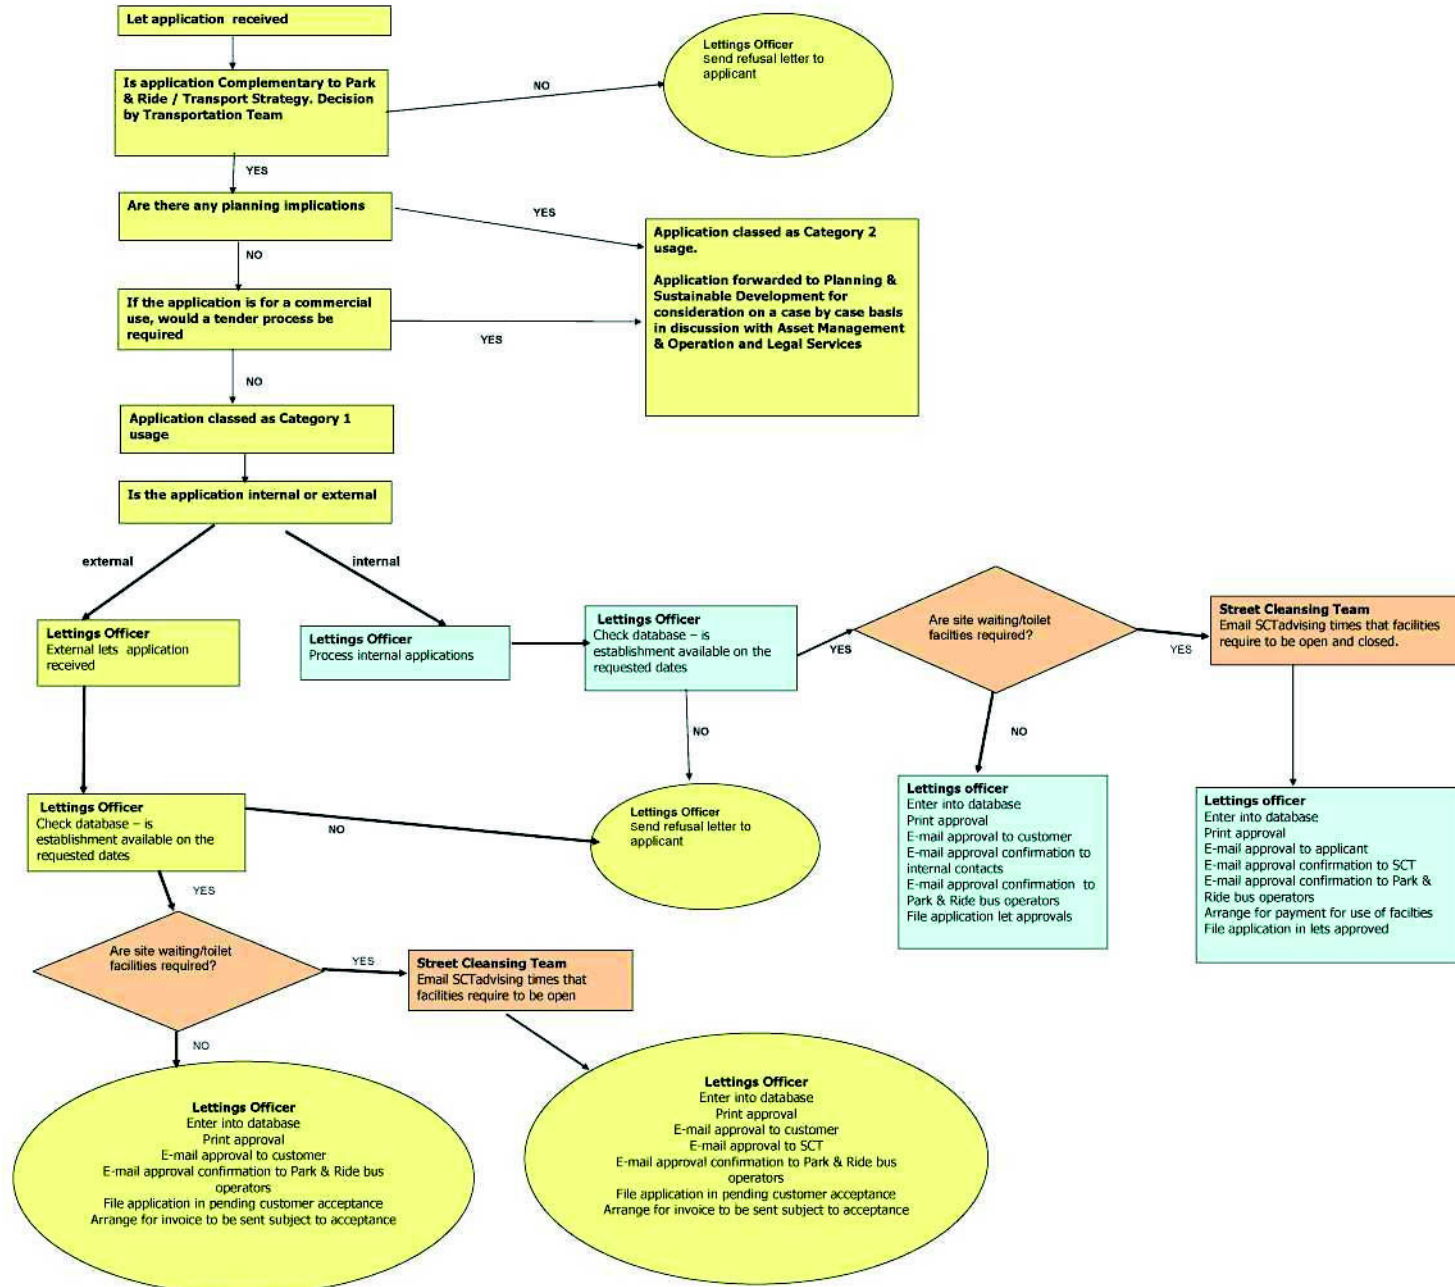 Let application received
Lettings Officer
Send refusal letter to
applicant
Is application Complementary to Park
& Ride / Transport Strategy. Decision
by Transportation Team
NO
YES
Are there any planning implications
YES
NO
Application classed as Category 2
usage.
Application forwarded to Planning &
Sustainable Development for
consideration on a case by case basis
in discussion with Asset Management
& Operation and Legal Services
If the application is for a commercial
use, would a tender process be
required
YES
NO
Application classed as Category 1
usage
Is the application internal or external
external
internal
Lettings Officer
External lets application
received
Lettings Officer
Process internal applications
Lettings Officer
Check database – is
establishment available on the
requested dates
YES
Are site waiting/toilet
facilties required?
YES
Street Cleansing Team
Email SCTadvising times that facilities
require to be open and closed.
NO
NO
Lettings Officer
Check database – is
establishment available on the
requested dates
NO
Lettings Officer
Send refusal letter to
applicant
Lettings officer
Enter into database
Print approval
E-mail approval to customer
E-mail approval confirmation to
internal contacts
E-mail approval confirmation to
Park & Ride bus operators
File application let approvals
Lettings officer
Enter into database
Print approval
E-mail approval to applicant
E-mail approval confirmation to SCT
E-mail approval confirmation to Park &
Ride bus operators
Arrange for payment for use of facilties
File application in lets approved
YES
Are site waiting/toilet
facilities required?
YES
Street Cleansing Team
Email SCTadvising times that
facilities require to be open
NO
Lettings Officer
Enter into database
Print approval
E-mail approval to customer
E-mail approval confirmation to Park & Ride bus
operators
File application in pending customer acceptance
Arrange for invoice to be sent subject to acceptance
Lettings Officer
Enter into database
Print approval
E-mail approval to customer
E-mail approval to SCT
E-mail approval confirmation to Park & Ride bus
operators
File application in pending customer acceptance
Arrange for invoice to be sent subject to acceptance